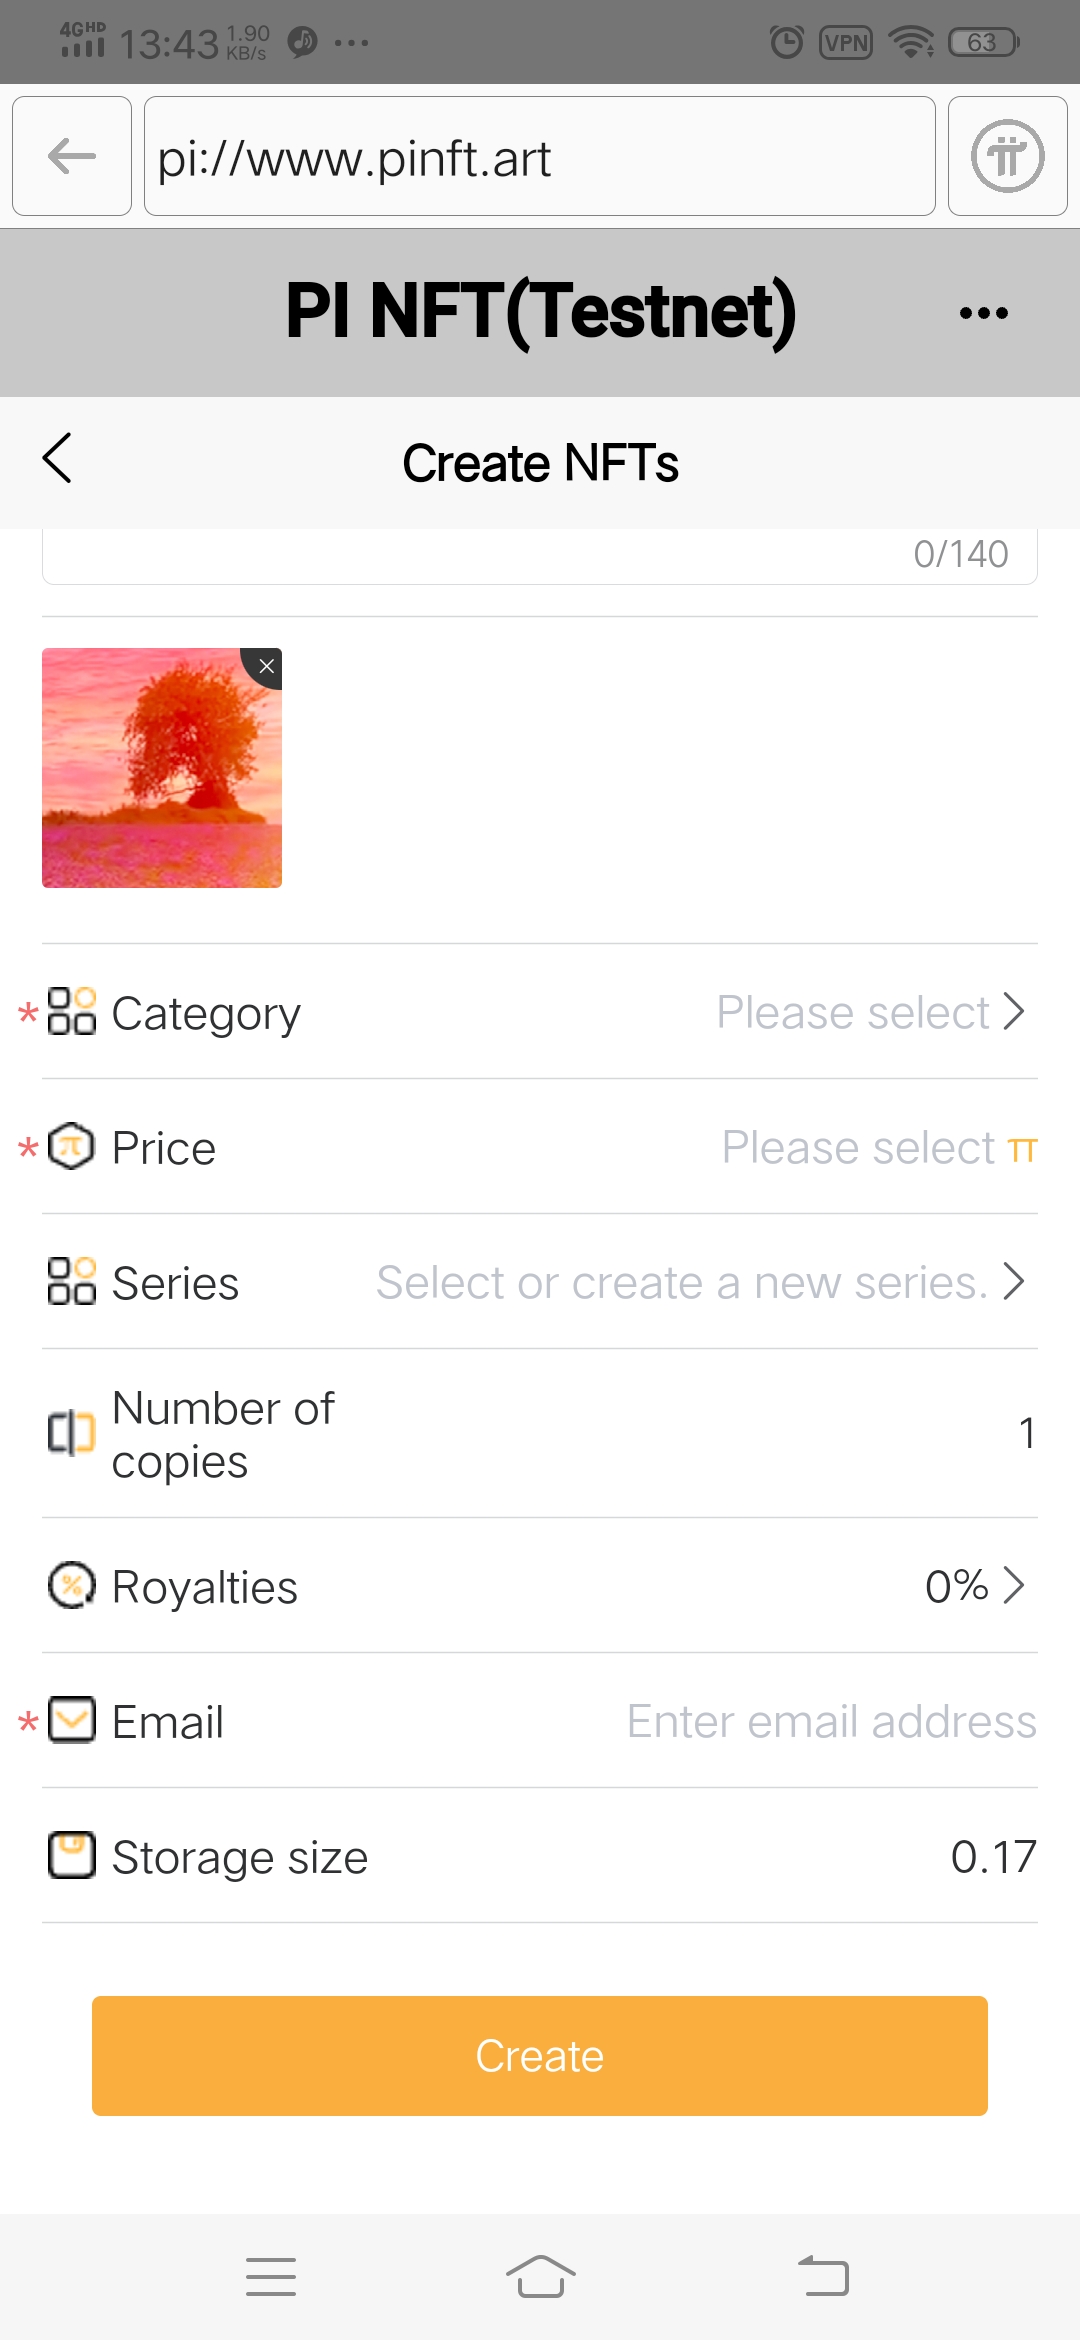 4G HD 13:43 1.90 KB/s ... VPN 63
pi://www.pinft.art
PI NFT(Testnet) ...
Create NFTs
0/140
* Category Please select
* Price Please select π
Series Select or create a new series.
Number of
copies 1
Royalties 0%
* Email Enter email address
Storage size 0.17
Create